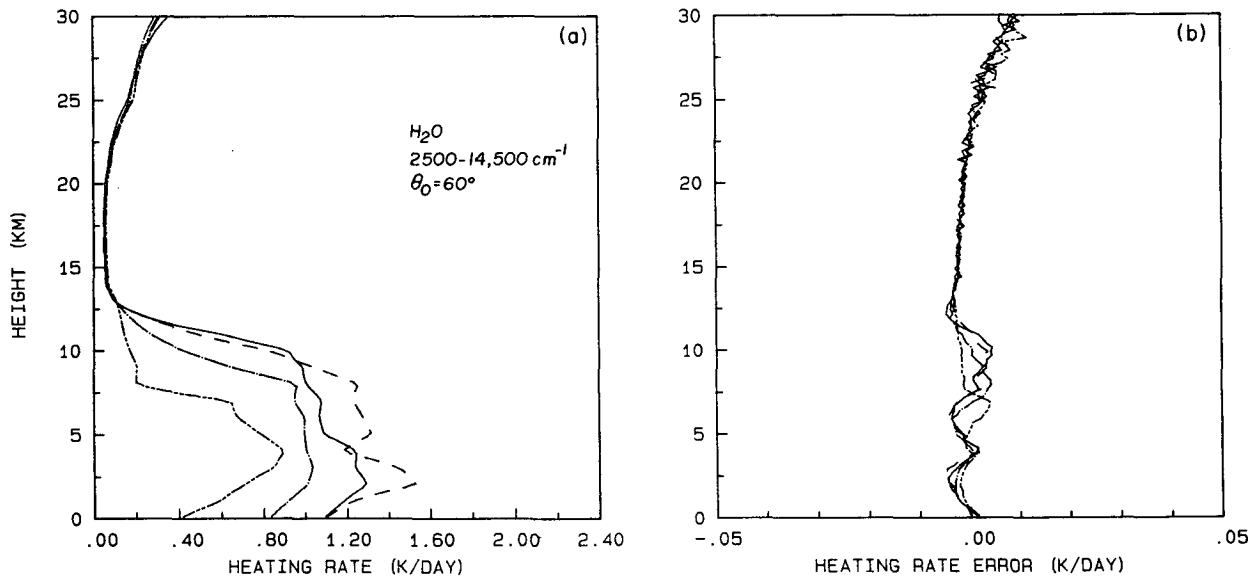 30
25
20
15
10
5
0
HEIGHT (KM)
(a)
H₂O
2500-14,500 cm⁻¹
θ₀=60°
.00 .40 .80 1.20 1.60 2.00 2.40
HEATING RATE (K/DAY)
30
25
20
15
10
5
0
(b)
-.05 .00 .05
HEATING RATE ERROR (K/DAY)